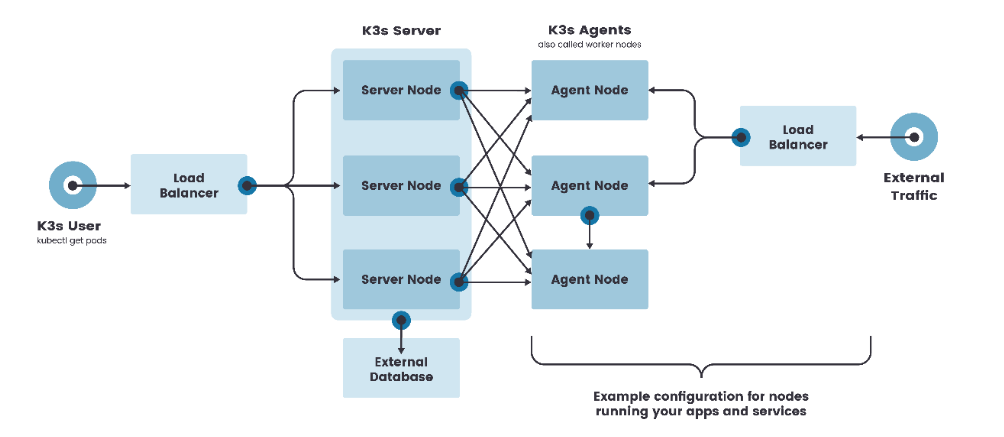 K3s Server
K3s Agents
also called worker nodes
Server Node
Agent Node
Load
Balancer
External
Traffic
Load
Balancer
K3s User
kubectl get pods
Server Node
Agent Node
Server Node
Agent Node
External
Database
Example configuration for nodes
running your apps and services